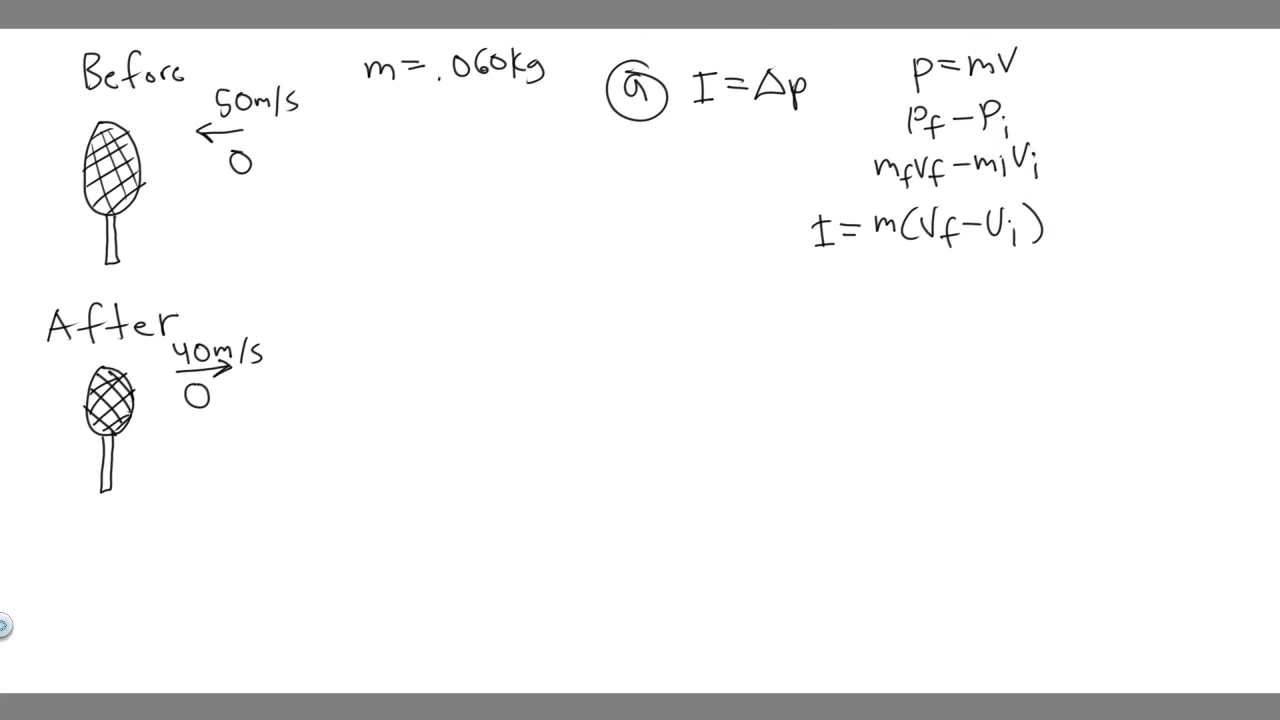 Before
50m/s
After
40m/s
m=.060kg
a I=Δp
p=mv
pf-pi
mfvf-mivi
I=m(vf-vi)